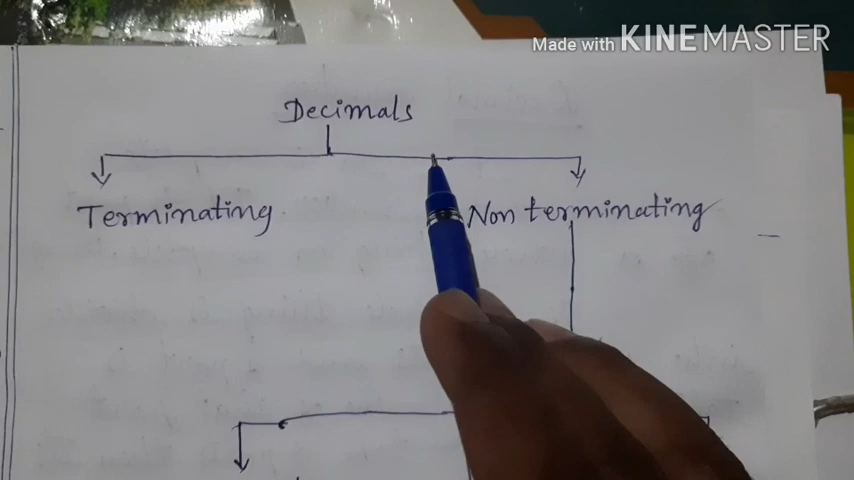 Made with KINEMASTER
Decimals
Terminating
Non terminating